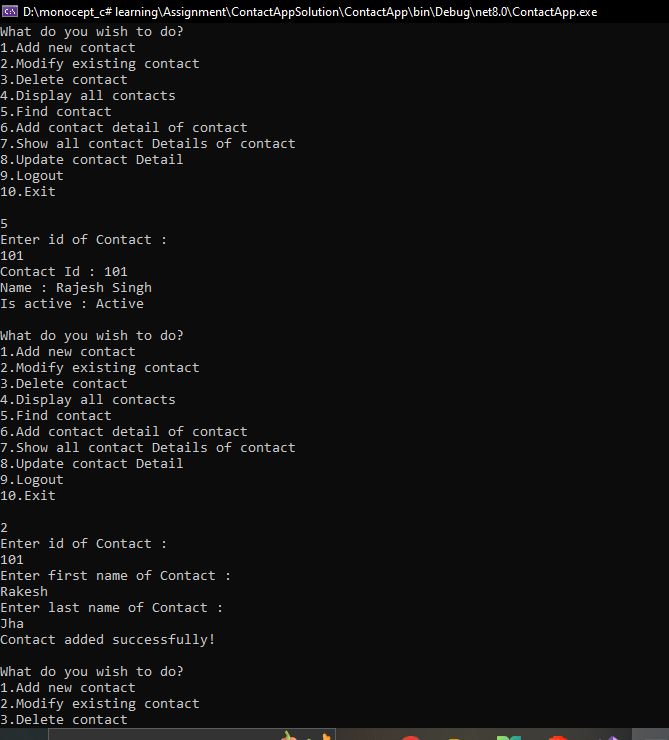 D:\monocept_c# learning\Assignment\ContactAppSolution\ContactApp\bin\Debug\net8.0\ContactApp.exe
What do you wish to do?
1.Add new contact
2.Modify existing contact
3.Delete contact
4.Display all contacts
5.Find contact
6.Add contact detail of contact
7.Show all contact Details of contact
8.Update contact Detail
9.Logout
10.Exit
5
Enter id of Contact :
101
Contact Id : 101
Name : Rajesh Singh
Is active : Active
What do you wish to do?
1.Add new contact
2.Modify existing contact
3.Delete contact
4.Display all contacts
5.Find contact
6.Add contact detail of contact
7.Show all contact Details of contact
8.Update contact Detail
9.Logout
10.Exit
2
Enter id of Contact :
101
Enter first name of Contact :
Rakesh
Enter last name of Contact :
Jha
Contact added successfully!
What do you wish to do?
1.Add new contact
2.Modify existing contact
3.Delete contact